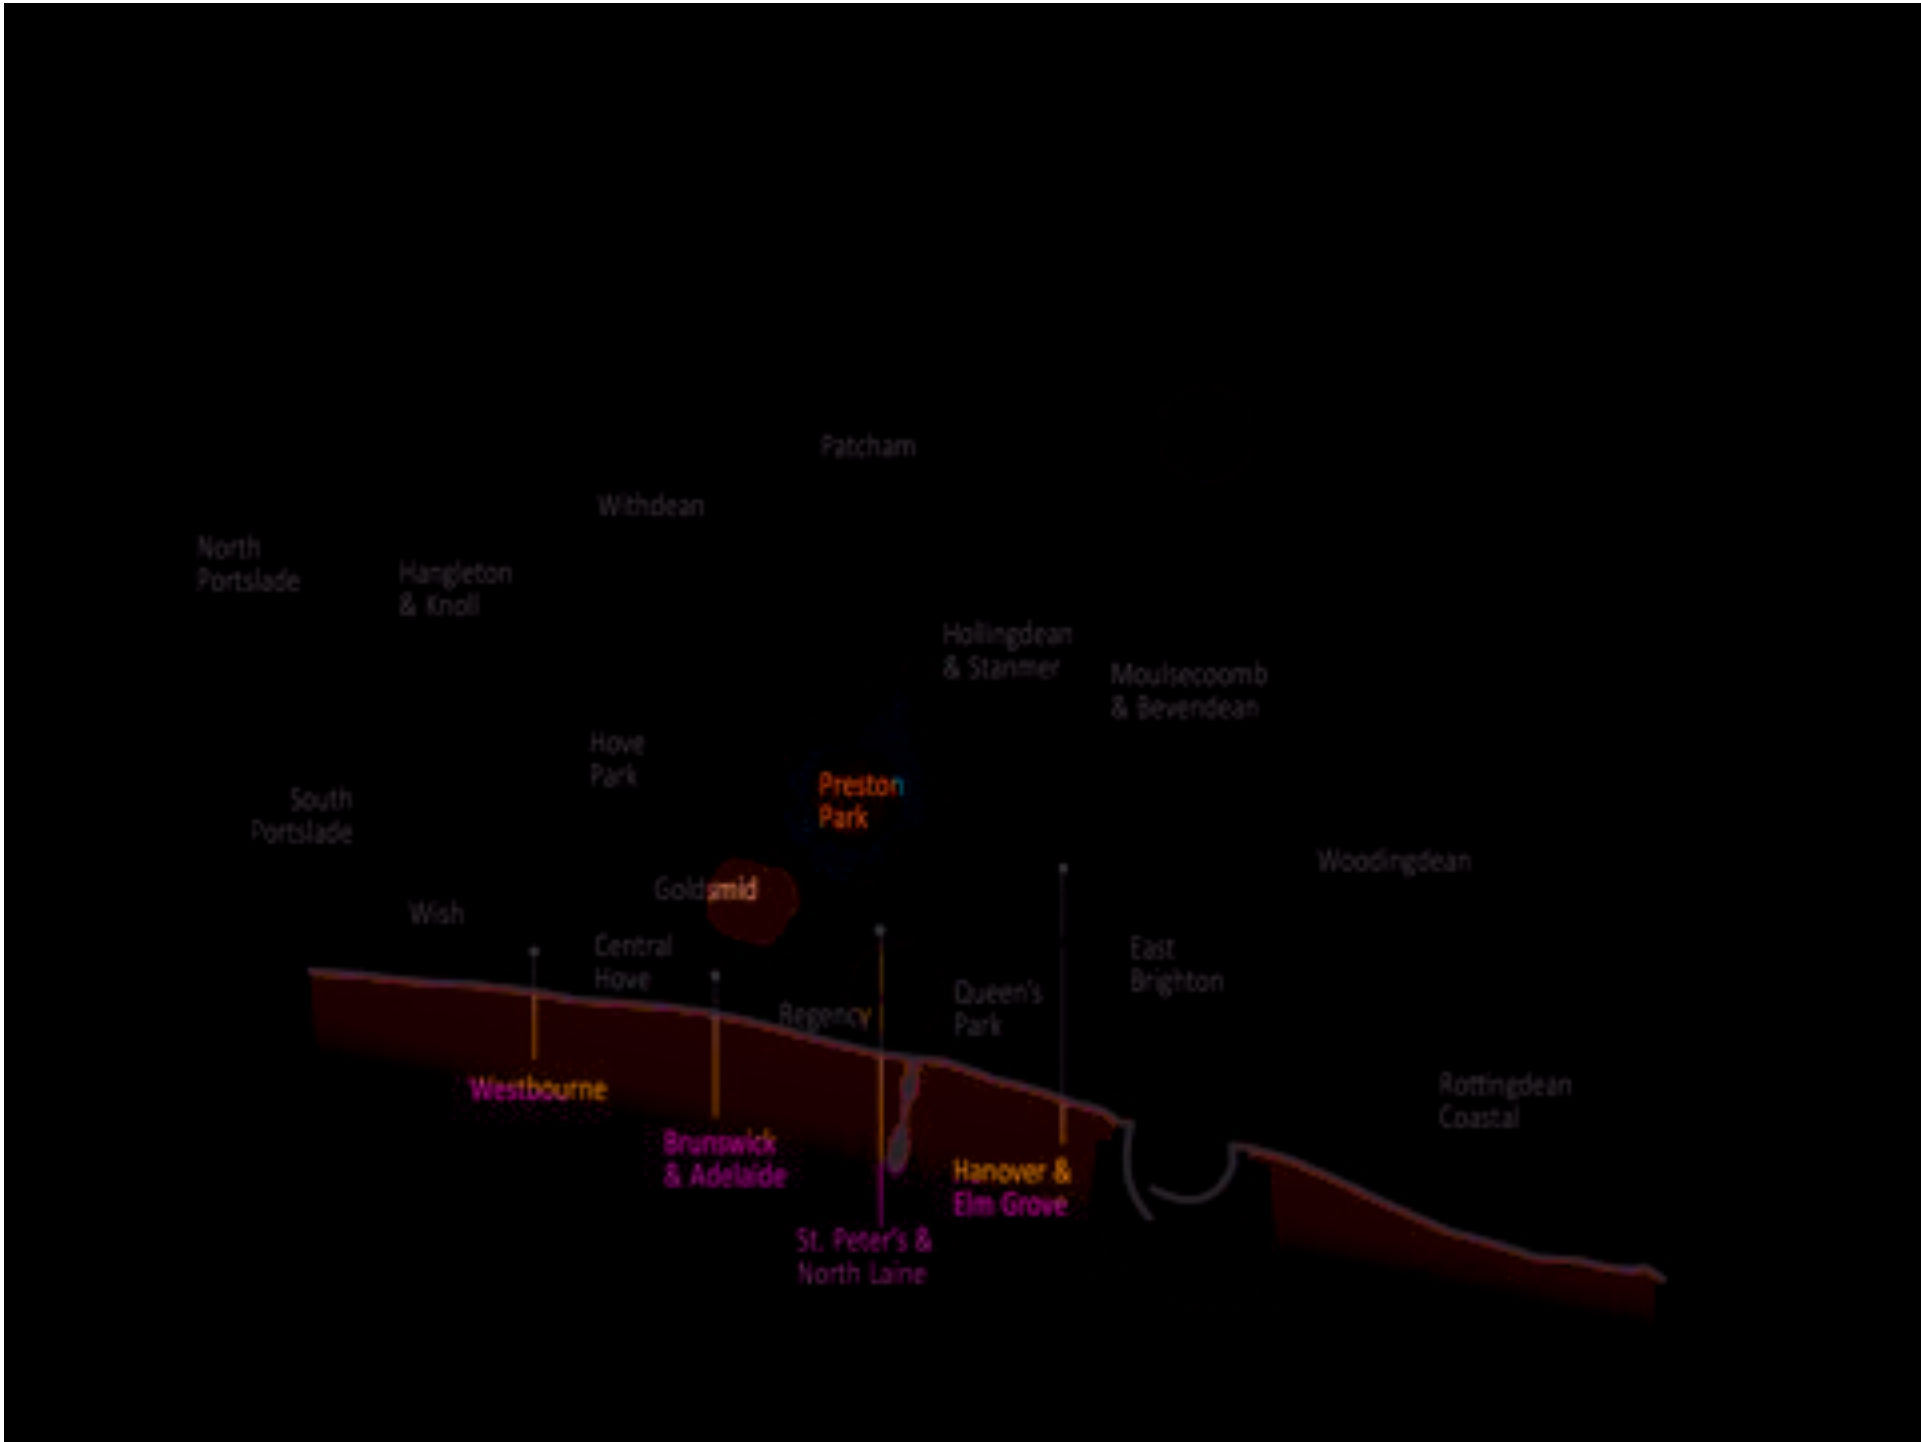 Patcham
Withdean
North
Portslade
Hangleton
& Knoll
Hollingdean
& Stanmer
Moulsecoomb
& Bevendean
Hove
Park
Preston
Park
South
Portslade
Goldsmid
Woodingdean
Wish
Central
Hove
East
Brighton
Queen's
Park
Regency
Westbourne
Rottingdean
Coastal
Brunswick
& Adelaide
Hanover &
Elm Grove
St. Peter's &
North Laine